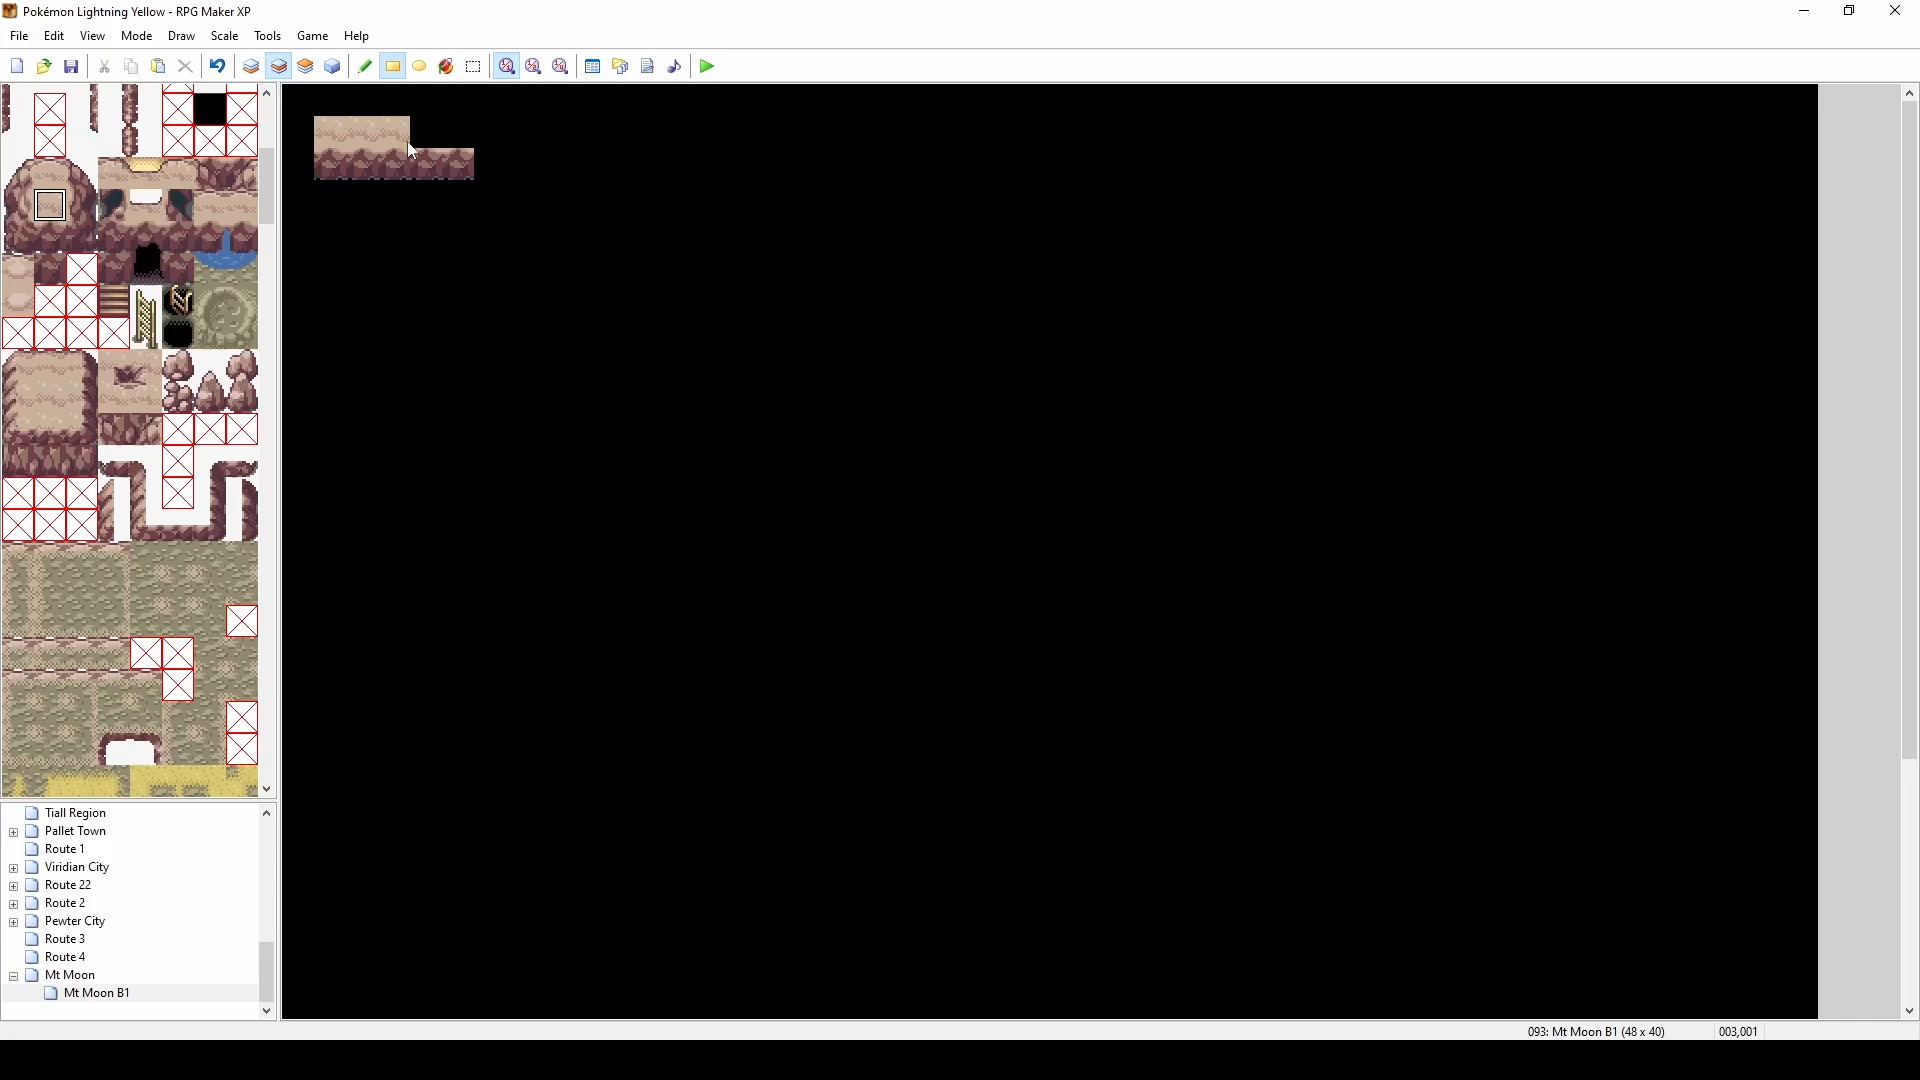 Pokémon Lightning Yellow - RPG Maker XP
File Edit View Mode Draw Scale Tools Game Help
Tiall Region
Pallet Town
Route 1
Viridian City
Route 22
Route 2
Pewter City
Route 3
Route 4
Mt Moon
Mt Moon B1
093: Mt Moon B1 (48 x 40) 003,001